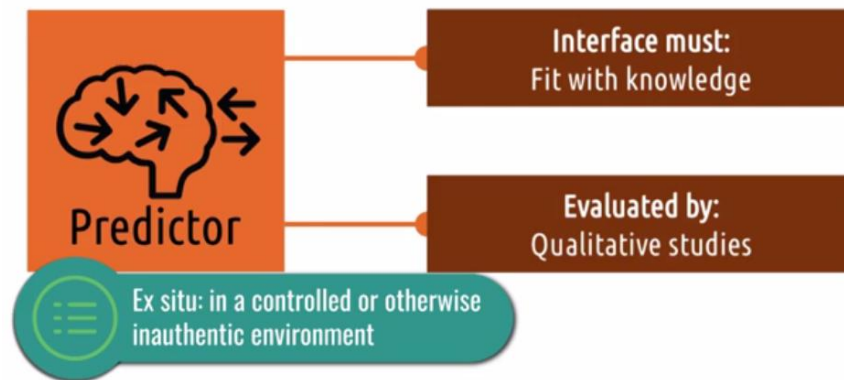 Interface must:
Fit with knowledge
Predictor
Evaluated by:
Qualitative studies
Ex situ: in a controlled or otherwise
inauthentic environment